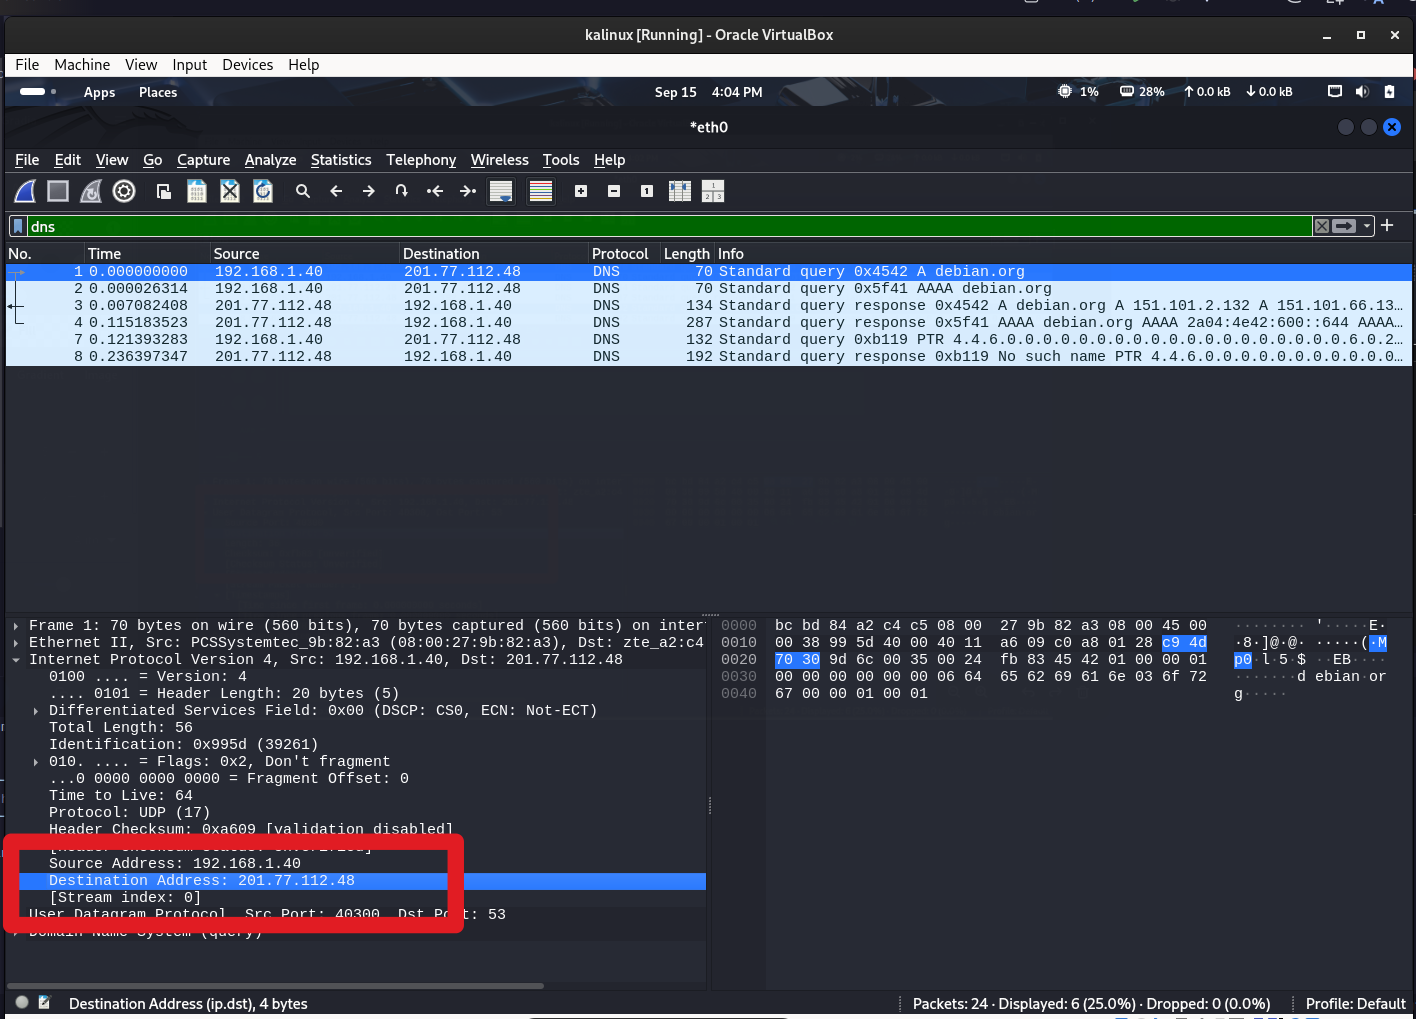 kalinux [Running] - Oracle VirtualBox
File Machine View Input Devices Help
Apps Places Sep 15 4:04 PM 1% 28% 0.0 kB 0.0 kB
*eth0
File Edit View Go Capture Analyze Statistics Telephony Wireless Tools Help
dns
No. Time Source Destination Protocol Length Info
1 0.000000000 192.168.1.40 201.77.112.48 DNS 70 Standard query 0x4542 A debian.org
2 0.000026314 192.168.1.40 201.77.112.48 DNS 70 Standard query 0x5f41 AAAA debian.org
3 0.007082408 201.77.112.48 192.168.1.40 DNS 134 Standard query response 0x4542 A debian.org A 151.101.2.132 A 151.101.66.13…
4 0.115183523 201.77.112.48 192.168.1.40 DNS 287 Standard query response 0x5f41 AAAA debian.org AAAA 2a04:4e42:600::644 AAAA…
7 0.121393283 192.168.1.40 201.77.112.48 DNS 132 Standard query 0xb119 PTR 4.4.6.0.0.0.0.0.0.0.0.0.0.0.0.0.0.0.0.0.0.6.0.2…
8 0.236397347 201.77.112.48 192.168.1.40 DNS 192 Standard query response 0xb119 No such name PTR 4.4.6.0.0.0.0.0.0.0.0.0.0…
Frame 1: 70 bytes on wire (560 bits), 70 bytes captured (560 bits) on inter
Ethernet II, Src: PCSSystemtec_9b:82:a3 (08:00:27:9b:82:a3), Dst: zte_a2:c4
Internet Protocol Version 4, Src: 192.168.1.40, Dst: 201.77.112.48
0100 .... = Version: 4
.... 0101 = Header Length: 20 bytes (5)
Differentiated Services Field: 0x00 (DSCP: CS0, ECN: Not-ECT)
Total Length: 56
Identification: 0x995d (39261)
010. .... = Flags: 0x2, Don't fragment
...0 0000 0000 0000 = Fragment Offset: 0
Time to Live: 64
Protocol: UDP (17)
Header Checksum: 0xa609 [validation disabled]
[Header checksum status: Unverified]
Source Address: 192.168.1.40
Destination Address: 201.77.112.48
[Stream index: 0]
User Datagram Protocol, Src Port: 40300, Dst Port: 53
Domain Name System (query)
0000 bc bd 84 a2 c4 c5 08 00 27 9b 82 a3 08 00 45 00 ········ '·····E·
0010 00 38 99 5d 40 00 40 11 a6 09 c0 a8 01 28 c9 4d ·8·]@·@· ·····(·M
0020 70 30 9d 6c 00 35 00 24 fb 83 45 42 01 00 00 01 p0·l·5·$ ··EB····
0030 00 00 00 00 00 00 06 64 65 62 69 61 6e 03 6f 72 ·······d ebian·or
0040 67 00 00 01 00 01 g·····
Destination Address (ip.dst), 4 bytes
Packets: 24 · Displayed: 6 (25.0%) · Dropped: 0 (0.0%)
Profile: Default